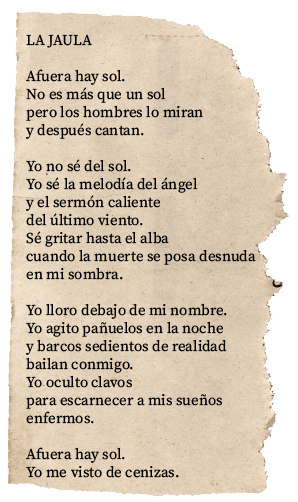 LA JAULA
Afuera hay sol.
No es más que un sol
pero los hombres lo miran
y después cantan.
Yo no sé del sol.
Yo sé la melodía del ángel
y el sermón caliente
del último viento.
Sé gritar hasta el alba
cuando la muerte se posa desnuda
en mi sombra.
Yo lloro debajo de mi nombre.
Yo agito pañuelos en la noche
y barcos sedientos de realidad
bailan conmigo.
Yo oculto clavos
para escarnecer a mis sueños
enfermos.
Afuera hay sol.
Yo me visto de cenizas.